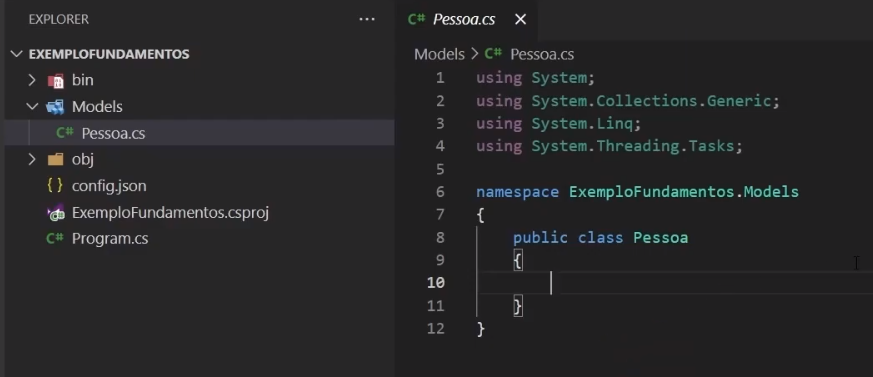 EXPLORER
EXEMPLOFUNDAMENTOS
bin
Models
C# Pessoa.cs
obj
{ } config.json
ExemploFundamentos.csproj
C# Program.cs
C# Pessoa.cs
Models > C# Pessoa.cs
1 using System;
2 using System.Collections.Generic;
3 using System.Linq;
4 using System.Threading.Tasks;
5
6 namespace ExemploFundamentos.Models
7 {
8 public class Pessoa
9 {
10
11 }
12 }